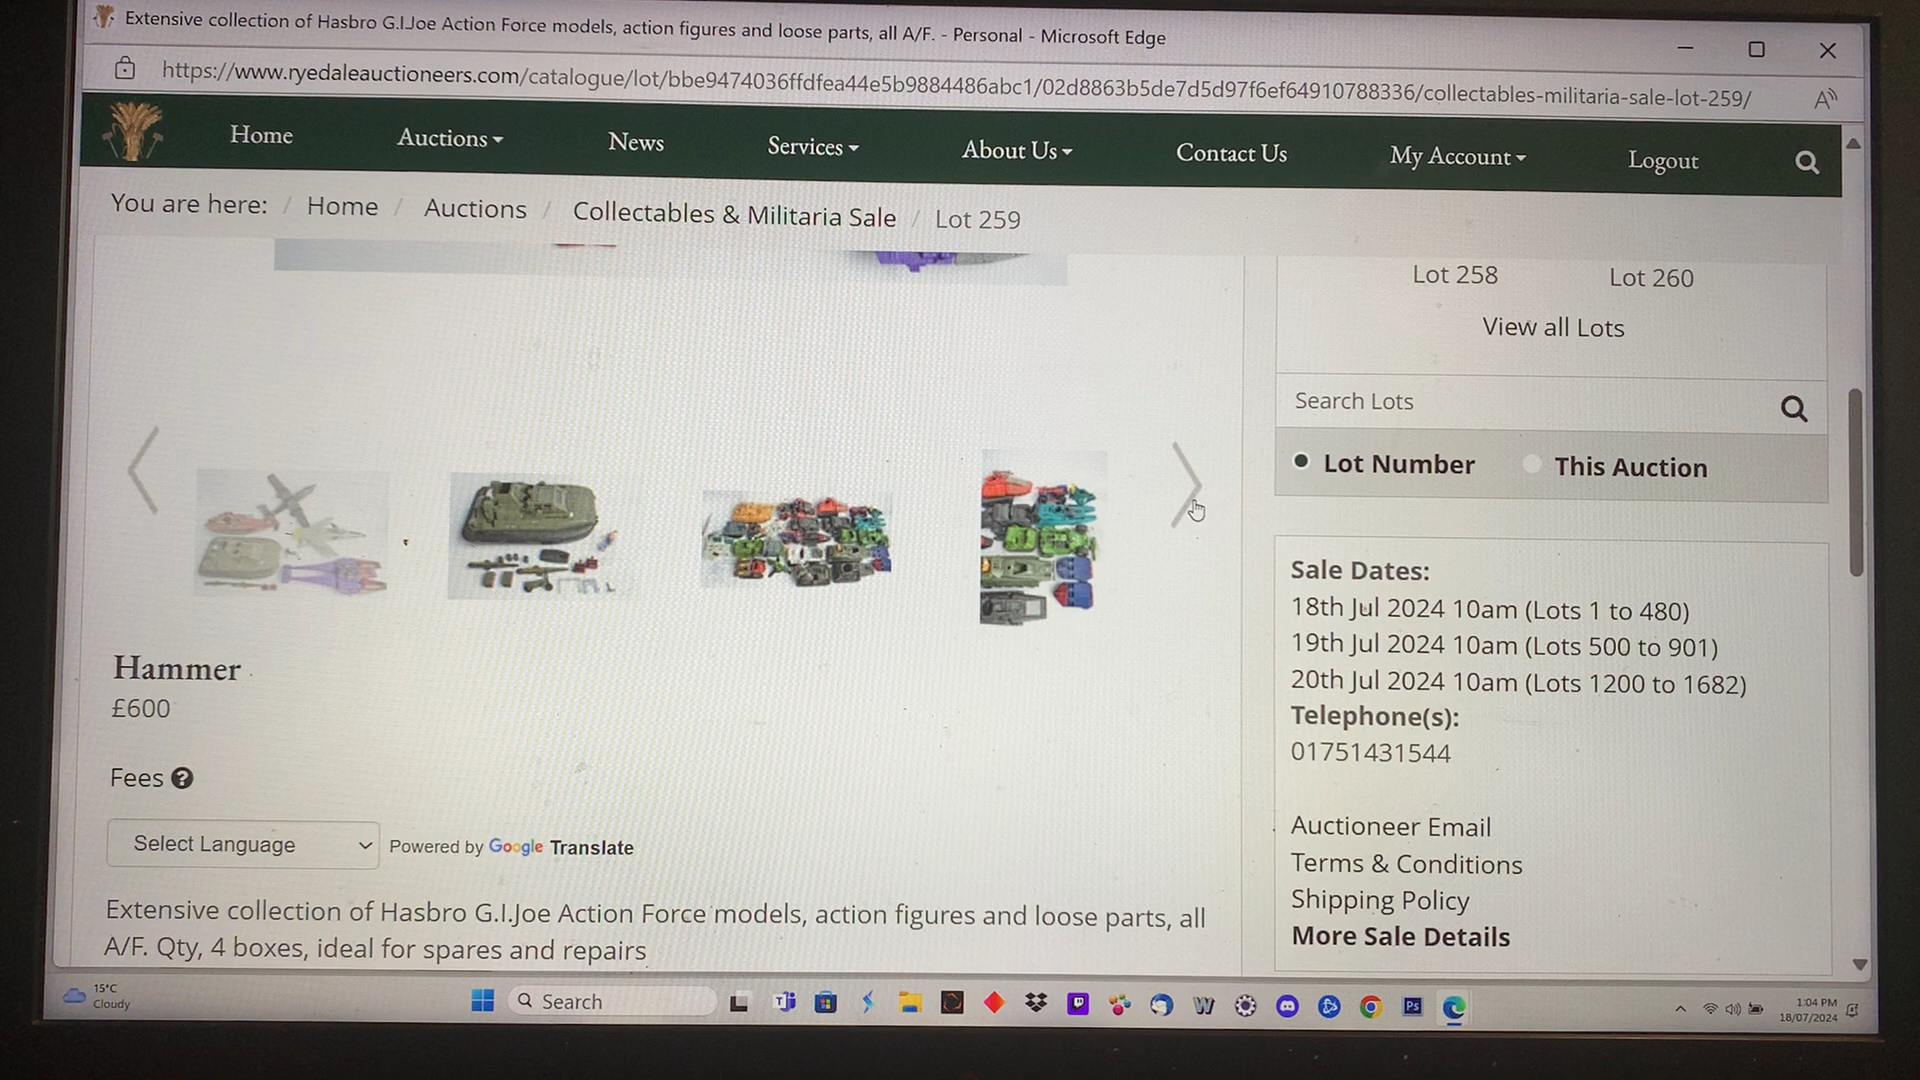 Extensive collection of Hasbro G.I.Joe Action Force models, action figures and loose parts, all A/F. - Personal - Microsoft Edge
https://www.ryedaleauctioneers.com/catalogue/lot/bbe9474036ffdfea44e5b9884486abc1/02d8863b5de7d5d97f6ef64910788336/collectables-militaria-sale-lot-259/
Home Auctions News Services About Us Contact Us My Account Logout
You are here: / Home / Auctions / Collectables & Militaria Sale / Lot 259
Lot 258 Lot 260
View all Lots
Search Lots
Lot Number This Auction
Hammer
£600
Fees
Select Language Powered by Google Translate
Extensive collection of Hasbro G.I.Joe Action Force models, action figures and loose parts, all
A/F. Qty, 4 boxes, ideal for spares and repairs
Sale Dates:
18th Jul 2024 10am (Lots 1 to 480)
19th Jul 2024 10am (Lots 500 to 901)
20th Jul 2024 10am (Lots 1200 to 1682)
Telephone(s):
01751431544
Auctioneer Email
Terms & Conditions
Shipping Policy
More Sale Details
15°C
Cloudy
Search
Ps
1:04 PM
18/07/2024